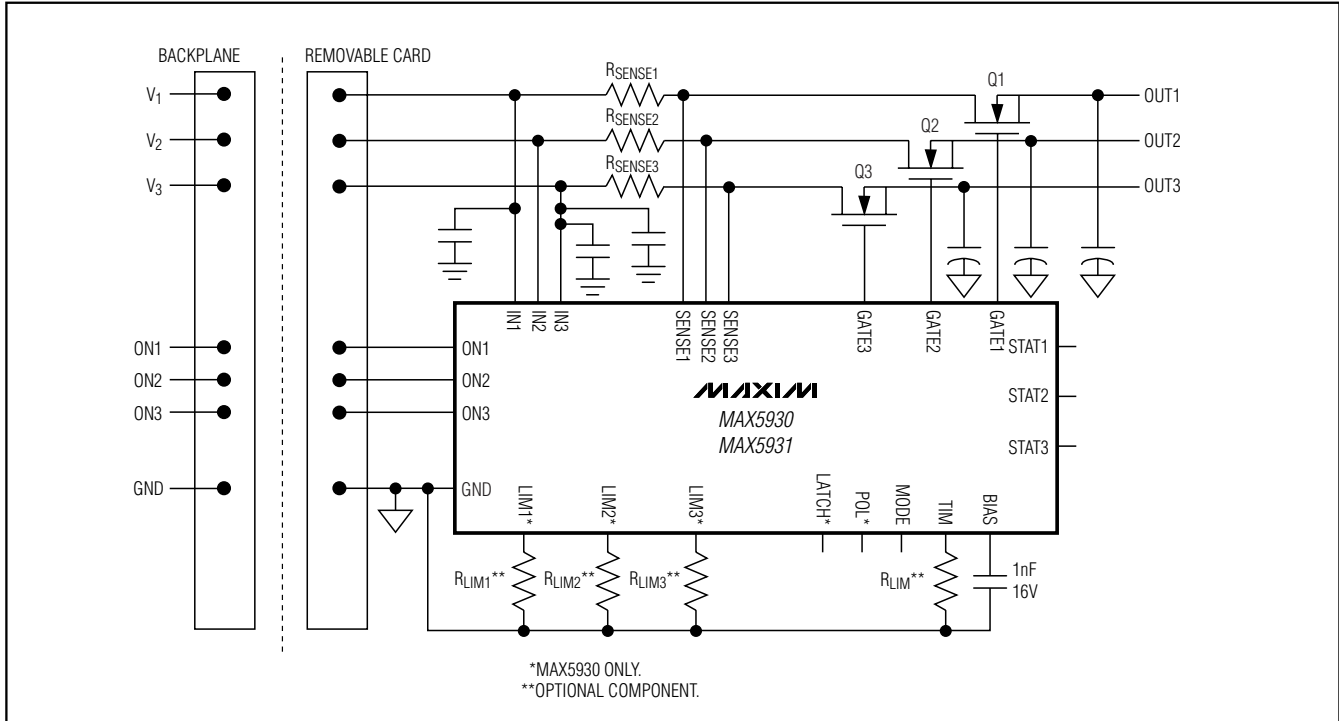 BACKPLANE
REMOVABLE CARD
V1
V2
V3
ON1
ON2
ON3
GND
RSENSE1
RSENSE2
RSENSE3
Q1
Q2
Q3
OUT1
OUT2
OUT3
IN1
IN2
IN3
SENSE1
SENSE2
SENSE3
GATE3
GATE2
GATE1
ON1
ON2
ON3
GND
STAT1
STAT2
STAT3
MAXIM
MAX5930
MAX5931
LIM1*
LIM2*
LIM3*
LATCH*
POL*
MODE
TIM
BIAS
RLIM1**
RLIM2**
RLIM3**
RLIM**
1nF
16V
*MAX5930 ONLY.
**OPTIONAL COMPONENT.